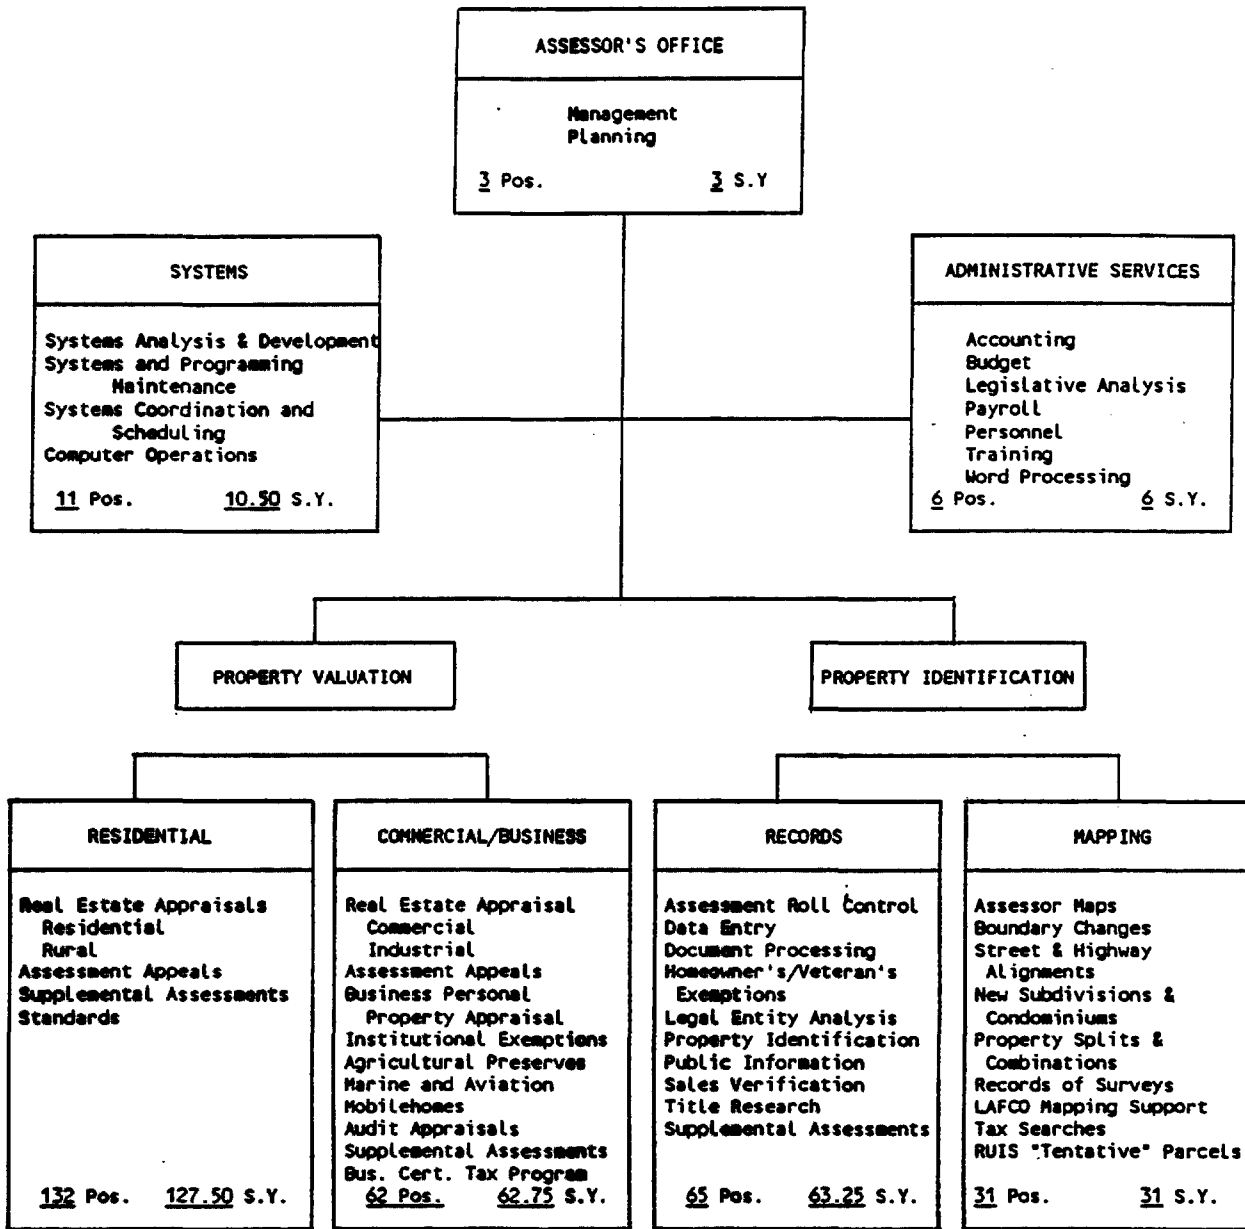 ASSESSOR'S OFFICE
Management
Planning
3 Pos. 3 S.Y
SYSTEMS
Systems Analysis & Development
Systems and Programming
Maintenance
Systems Coordination and
Scheduling
Computer Operations
11 Pos. 10.50 S.Y.
ADMINISTRATIVE SERVICES
Accounting
Budget
Legislative Analysis
Payroll
Personnel
Training
Word Processing
6 Pos. 6 S.Y.
PROPERTY VALUATION
PROPERTY IDENTIFICATION
RESIDENTIAL
Real Estate Appraisals
Residential
Rural
Assessment Appeals
Supplemental Assessments
Standards
132 Pos. 127.50 S.Y.
COMMERCIAL/BUSINESS
Real Estate Appraisal
Commercial
Industrial
Assessment Appeals
Business Personal
Property Appraisal
Institutional Exemptions
Agricultural Preserves
Marine and Aviation
Mobilehomes
Audit Appraisals
Supplemental Assessments
Bus. Cert. Tax Program
62 Pos. 62.75 S.Y.
RECORDS
Assessment Roll Control
Data Entry
Document Processing
Homeowner's/Veteran's
Exemptions
Legal Entity Analysis
Property Identification
Public Information
Sales Verification
Title Research
Supplemental Assessments
65 Pos. 63.25 S.Y.
MAPPING
Assessor Maps
Boundary Changes
Street & Highway
Alignments
New Subdivisions &
Condominiums
Property Splits &
Combinations
Records of Surveys
LAFCO Mapping Support
Tax Searches
RUIS "Tentative" Parcels
31 Pos. 31 S.Y.